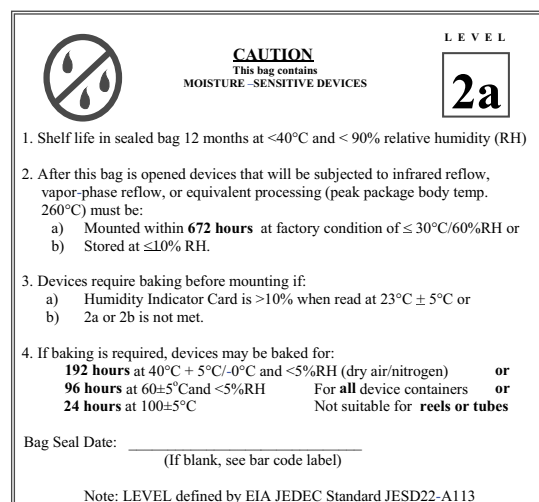 LEVEL
CAUTION
This bag contains
MOISTURE –SENSITIVE DEVICES
2a
1. Shelf life in sealed bag 12 months at <40°C and < 90% relative humidity (RH)
2. After this bag is opened devices that will be subjected to infrared reflow,
vapor-phase reflow, or equivalent processing (peak package body temp.
260°C) must be:
a) Mounted within 672 hours at factory condition of ≤ 30°C/60%RH or
b) Stored at ≤10% RH.
3. Devices require baking before mounting if:
a) Humidity Indicator Card is >10% when read at 23°C ± 5°C or
b) 2a or 2b is not met.
4. If baking is required, devices may be baked for:
192 hours at 40°C + 5°C/-0°C and <5%RH (dry air/nitrogen) or
96 hours at 60±5°Cand <5%RH For all device containers or
24 hours at 100±5°C Not suitable for reels or tubes
Bag Seal Date: ______________________________
(If blank, see bar code label)
Note: LEVEL defined by EIA JEDEC Standard JESD22-A113